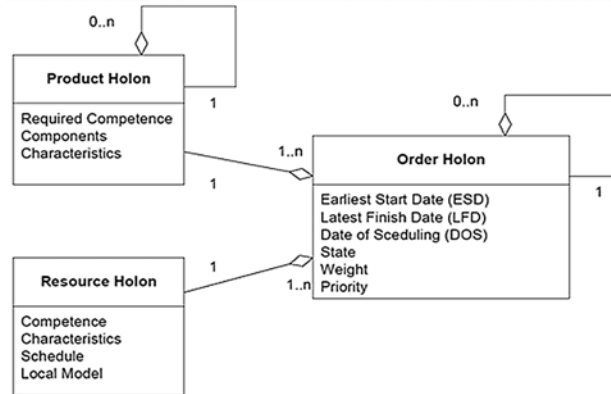 0..n
Product Holon
1
Required Competence
Components
Characteristics
1
0..n
1..n
Order Holon
1
Earliest Start Date (ESD)
Latest Finish Date (LFD)
Date of Sceduling (DOS)
State
Weight
Priority
1
1..n
Resource Holon
Competence
Characteristics
Schedule
Local Model